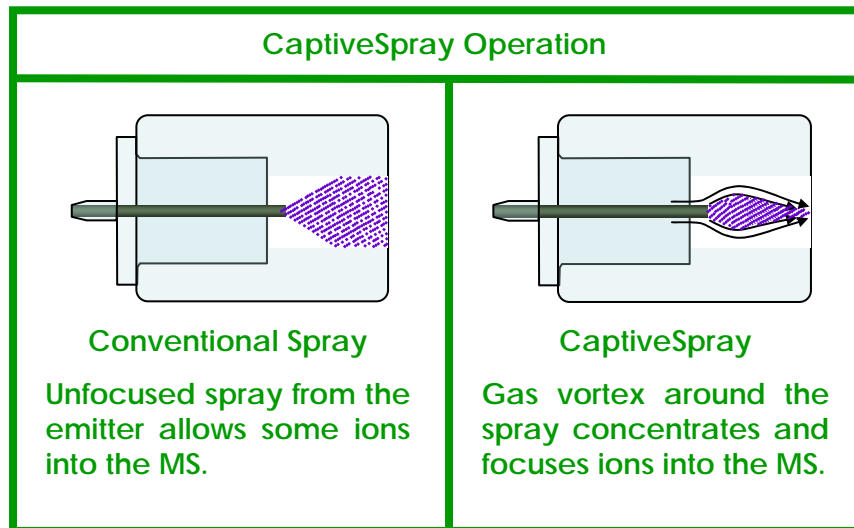 CaptiveSpray Operation
Conventional Spray
Unfocused spray from the
emitter allows some ions
into the MS.
CaptiveSpray
Gas vortex around the
spray concentrates and
focuses ions into the MS.